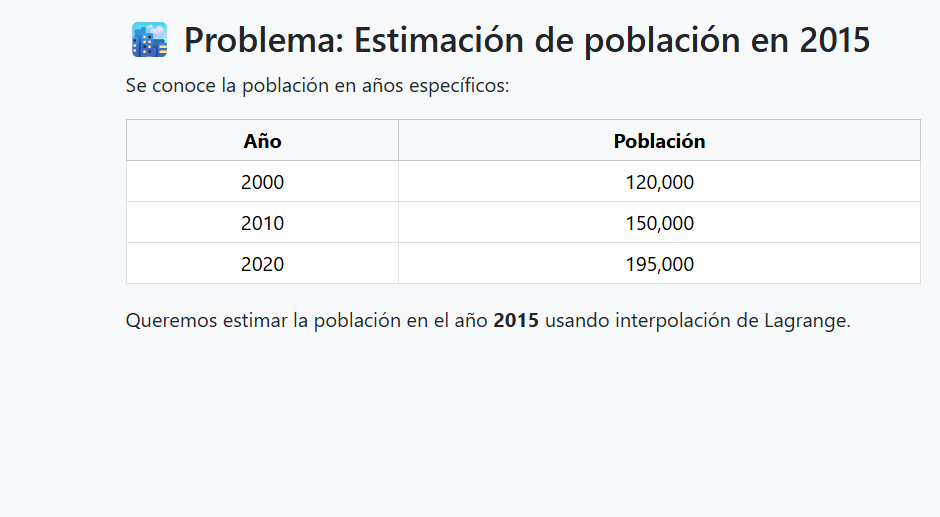 Problema: Estimación de población en 2015
Se conoce la población en años específicos:
Año Población
2000 120,000
2010 150,000
2020 195,000
Queremos estimar la población en el año 2015 usando interpolación de Lagrange.